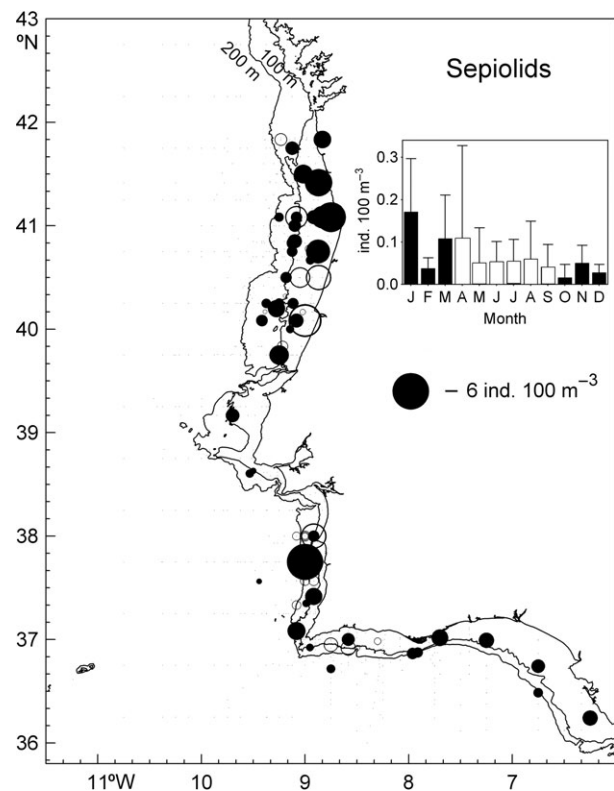 43
ºN
42
41
40
39
38
37
36
11ºW
10
9
8
7
200 m
100 m
Sepiolids
ind. 100 m⁻³
0.3
0.2
0.1
0
J F M A M J J A S O N D
Month
– 6 ind. 100 m⁻³